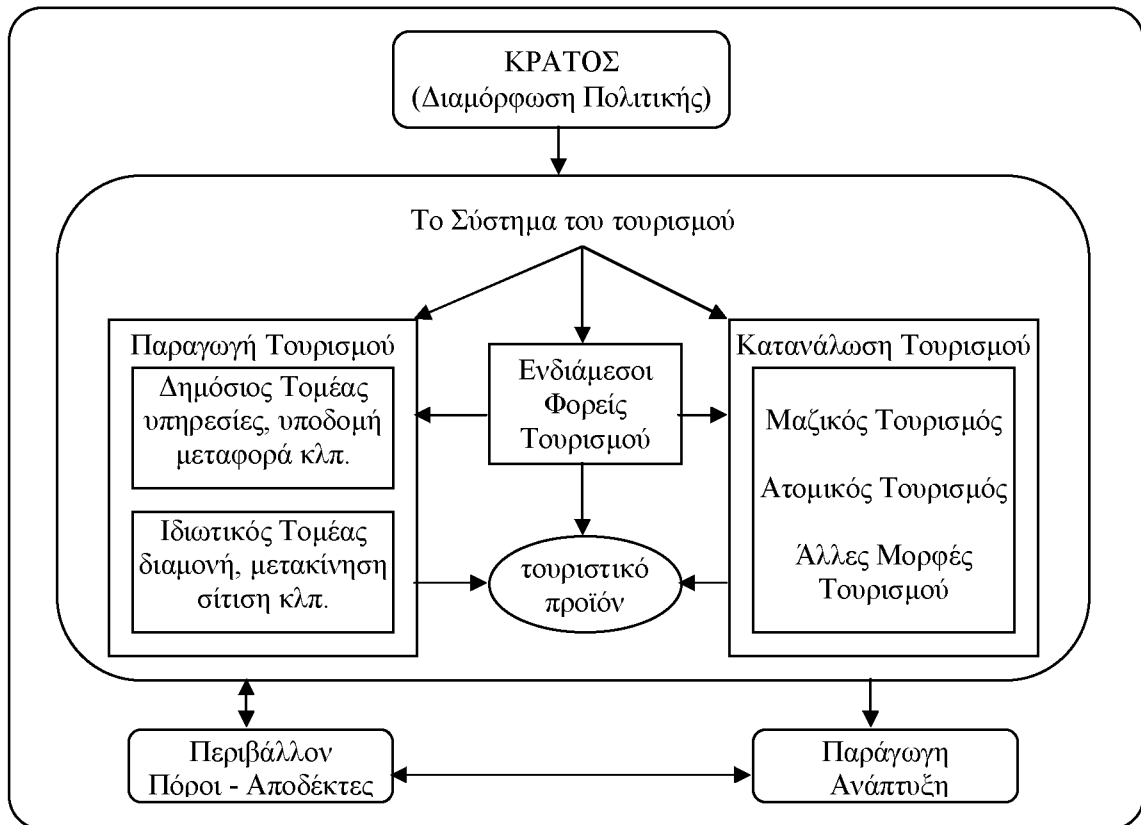 ΚΡΑΤΟΣ
(Διαμόρφωση Πολιτικής)
Το Σύστημα του τουρισμού
Παραγωγή Τουρισμού
Δημόσιος Τομέας
υπηρεσίες, υποδομή
μεταφορά κλπ.
Ιδιωτικός Τομέας
διαμονή, μετακίνηση
σίτιση κλπ.
Ενδιάμεσοι
Φορείς
Τουρισμού
τουριστικό
προϊόν
Κατανάλωση Τουρισμού
Μαζικός Τουρισμός
Ατομικός Τουρισμός
Άλλες Μορφές
Τουρισμού
Περιβάλλον
Πόροι - Αποδέκτες
Παράγωγη
Ανάπτυξη